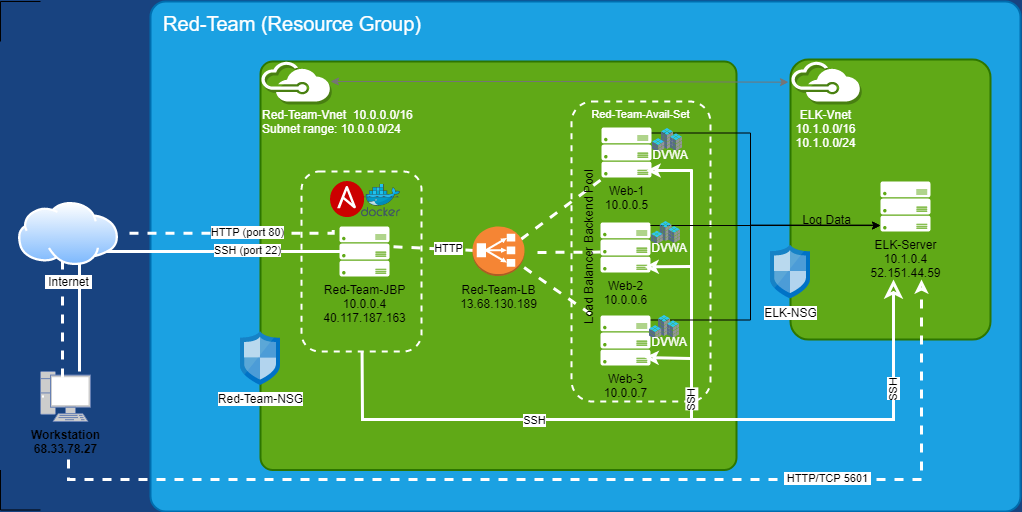 Red-Team (Resource Group)
Red-Team-Vnet 10.0.0.0/16
Subnet range: 10.0.0.0/24
ELK-Vnet
10.1.0.0/16
10.1.0.0/24
Red-Team-Avail-Set
DVWA
Web-1
10.0.0.5
docker
HTTP (port 80)
SSH (port 22)
Internet
Red-Team-JBP
10.0.0.4
40.117.187.163
HTTP
Red-Team-LB
13.68.130.189
Load Balancer Backend Pool
DVWA
Web-2
10.0.0.6
DVWA
Web-3
10.0.0.7
Log Data
ELK-Server
10.1.0.4
52.151.44.59
ELK-NSG
Red-Team-NSG
SSH
SSH
SSH
Workstation
68.33.78.27
HTTP/TCP 5601